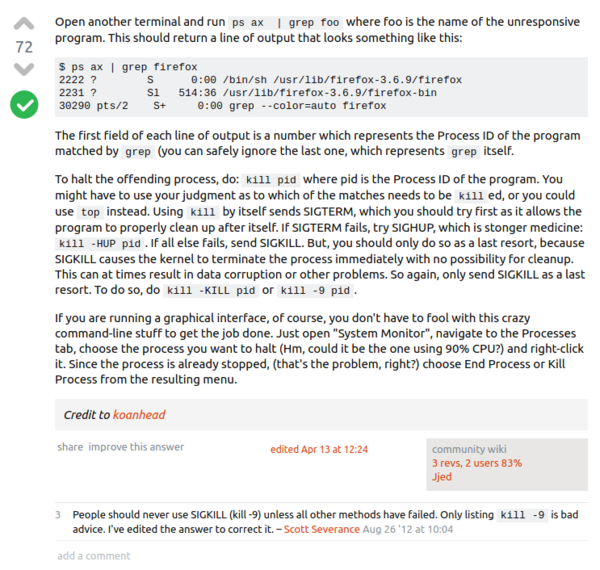 Open another terminal and run ps ax | grep foo where foo is the name of the unresponsive
program. This should return a line of output that looks something like this:
72
$ ps ax | grep firefox
2222 ? S 0:00 /bin/sh /usr/lib/firefox-3.6.9/firefox
2231 ? Sl 514:36 /usr/lib/firefox-3.6.9/firefox-bin
30290 pts/2 S+ 0:00 grep --color=auto firefox
The first field of each line of output is a number which represents the Process ID of the program
matched by grep (you can safely ignore the last one, which represents grep itself.
To halt the offending process, do: kill pid where pid is the Process ID of the program. You
might have to use your judgment as to which of the matches needs to be kill ed, or you could
use top instead. Using kill by itself sends SIGTERM, which you should try first as it allows the
program to properly clean up after itself. If SIGTERM fails, try SIGHUP, which is stonger medicine:
kill -HUP pid . If all else fails, send SIGKILL. But, you should only do so as a last resort, because
SIGKILL causes the kernel to terminate the process immediately with no possibility for cleanup.
This can at times result in data corruption or other problems. So again, only send SIGKILL as a last
resort. To do so, do kill -KILL pid or kill -9 pid .
If you are running a graphical interface, of course, you don't have to fool with this crazy
command-line stuff to get the job done. Just open "System Monitor", navigate to the Processes
tab, choose the process you want to halt (Hm, could it be the one using 90% CPU?) and right-click
it. Since the process is already stopped, (that's the problem, right?) choose End Process or Kill
Process from the resulting menu.
Credit to koanhead
share improve this answer
edited Apr 13 at 12:24
community wiki
3 revs, 2 users 83%
Jjed
3 People should never use SIGKILL (kill -9) unless all other methods have failed. Only listing kill -9 is bad
advice. I've edited the answer to correct it. – Scott Severance Aug 26 '12 at 10:04
add a comment